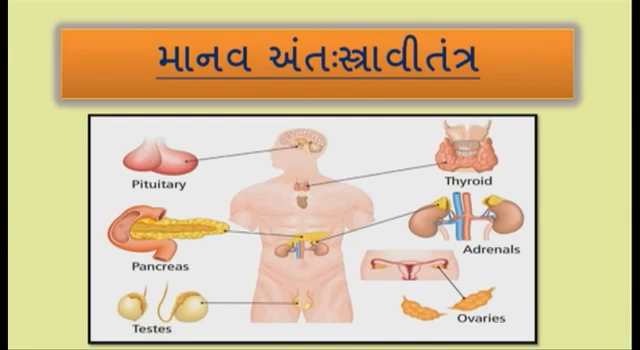 માનવ અંતઃસ્ત્રાવીતંત્ર
Pituitary
Thyroid
Pancreas
Adrenals
Testes
Ovaries